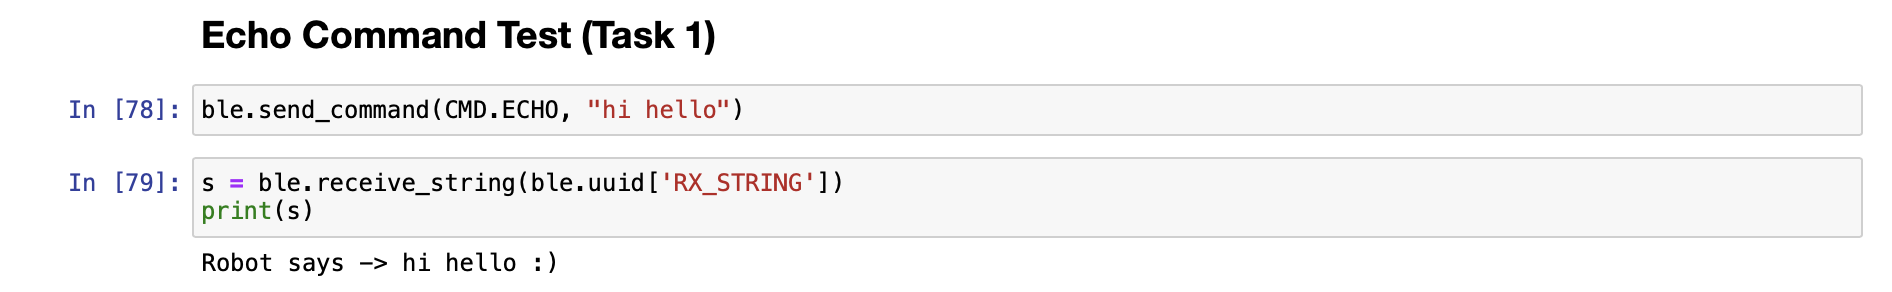 Echo Command Test (Task 1)
In [78]: ble.send_command(CMD.ECHO, "hi hello")
In [79]: s = ble.receive_string(ble.uuid['RX_STRING'])
print(s)
Robot says -> hi hello :)